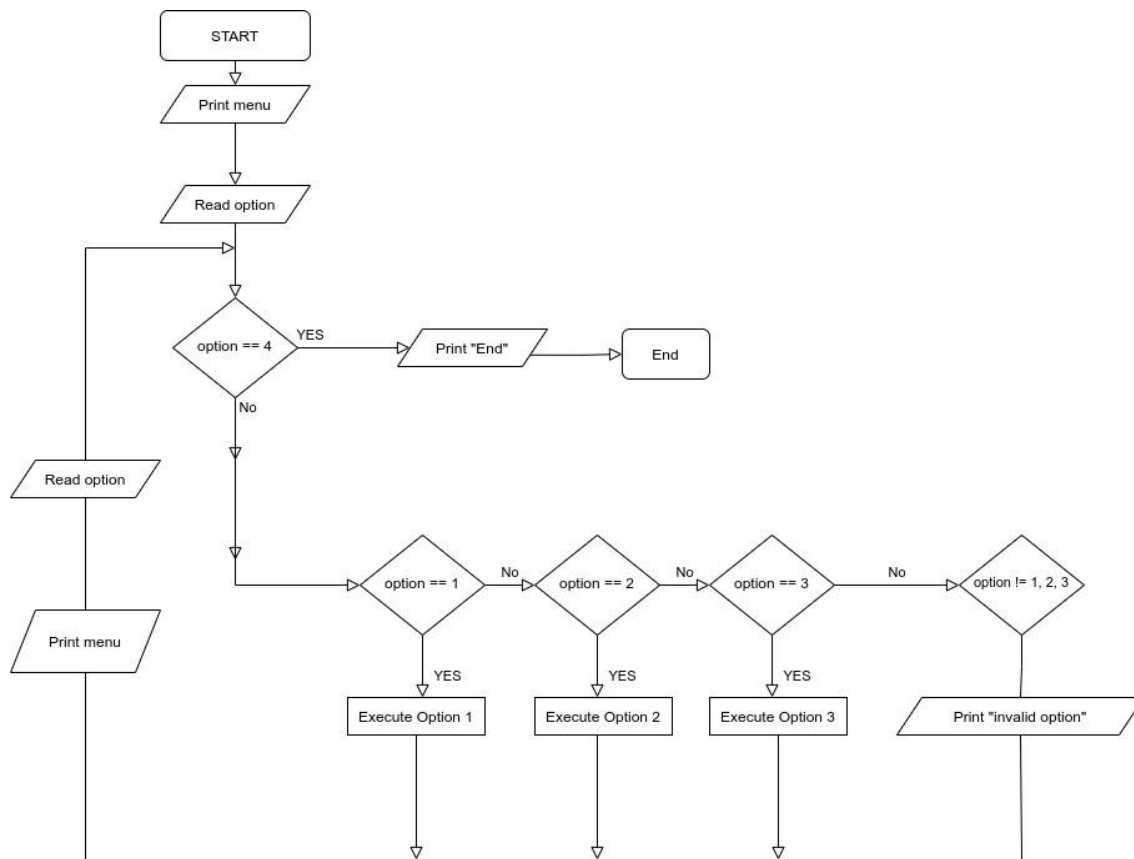 START
Print menu
Read option
option == 4
YES
Print "End"
End
No
Read option
option == 1
No
option == 2
No
option == 3
No
option != 1, 2, 3
Print menu
YES
YES
YES
Execute Option 1
Execute Option 2
Execute Option 3
Print "invalid option"